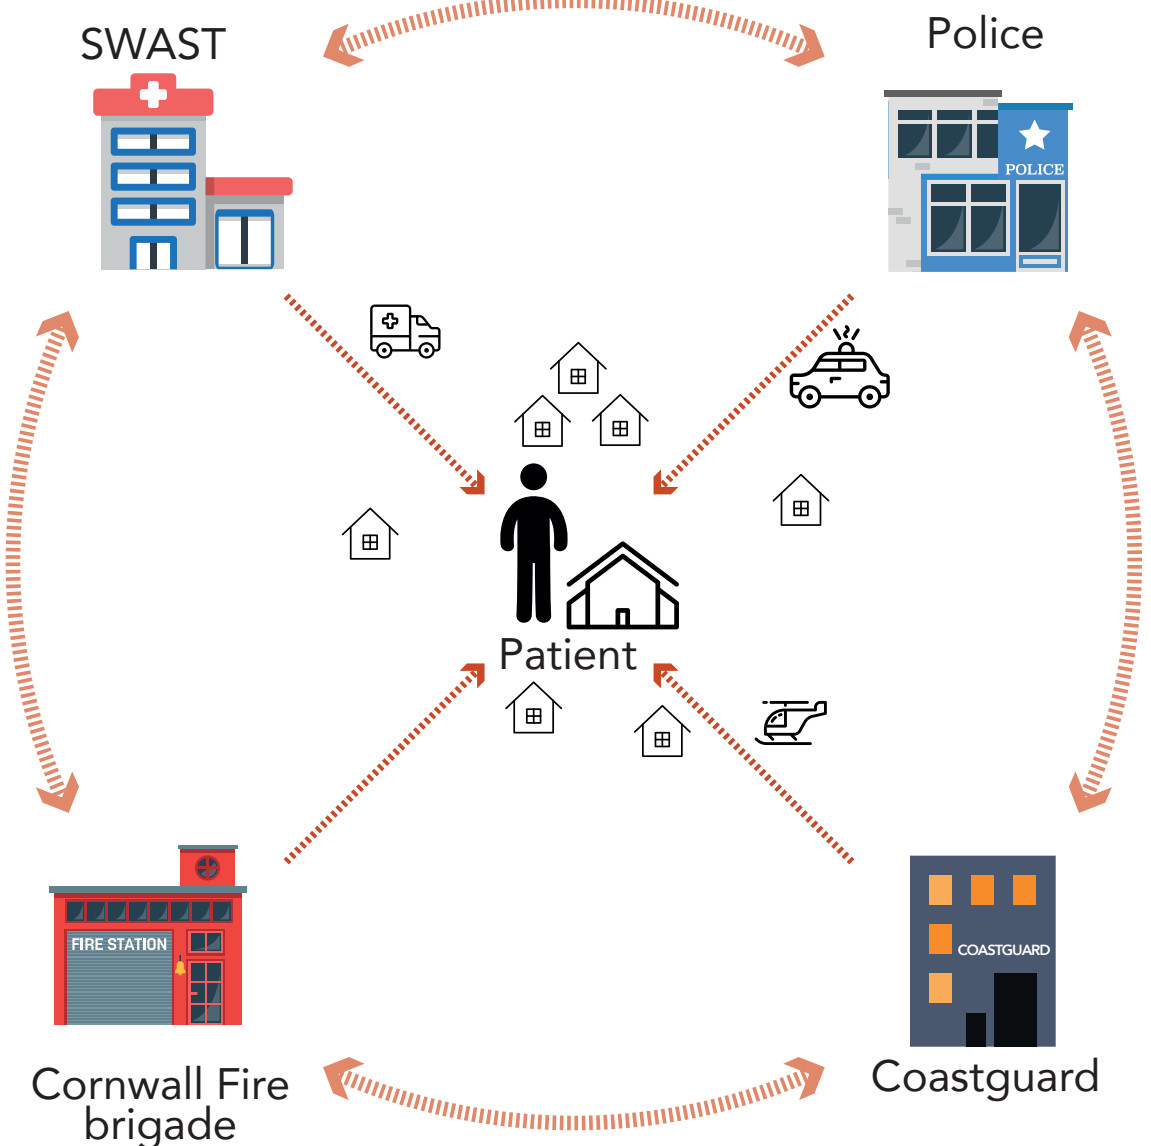 SWAST
Police
POLICE
Patient
FIRE STATION
COASTGUARD
Cornwall Fire
brigade
Coastguard